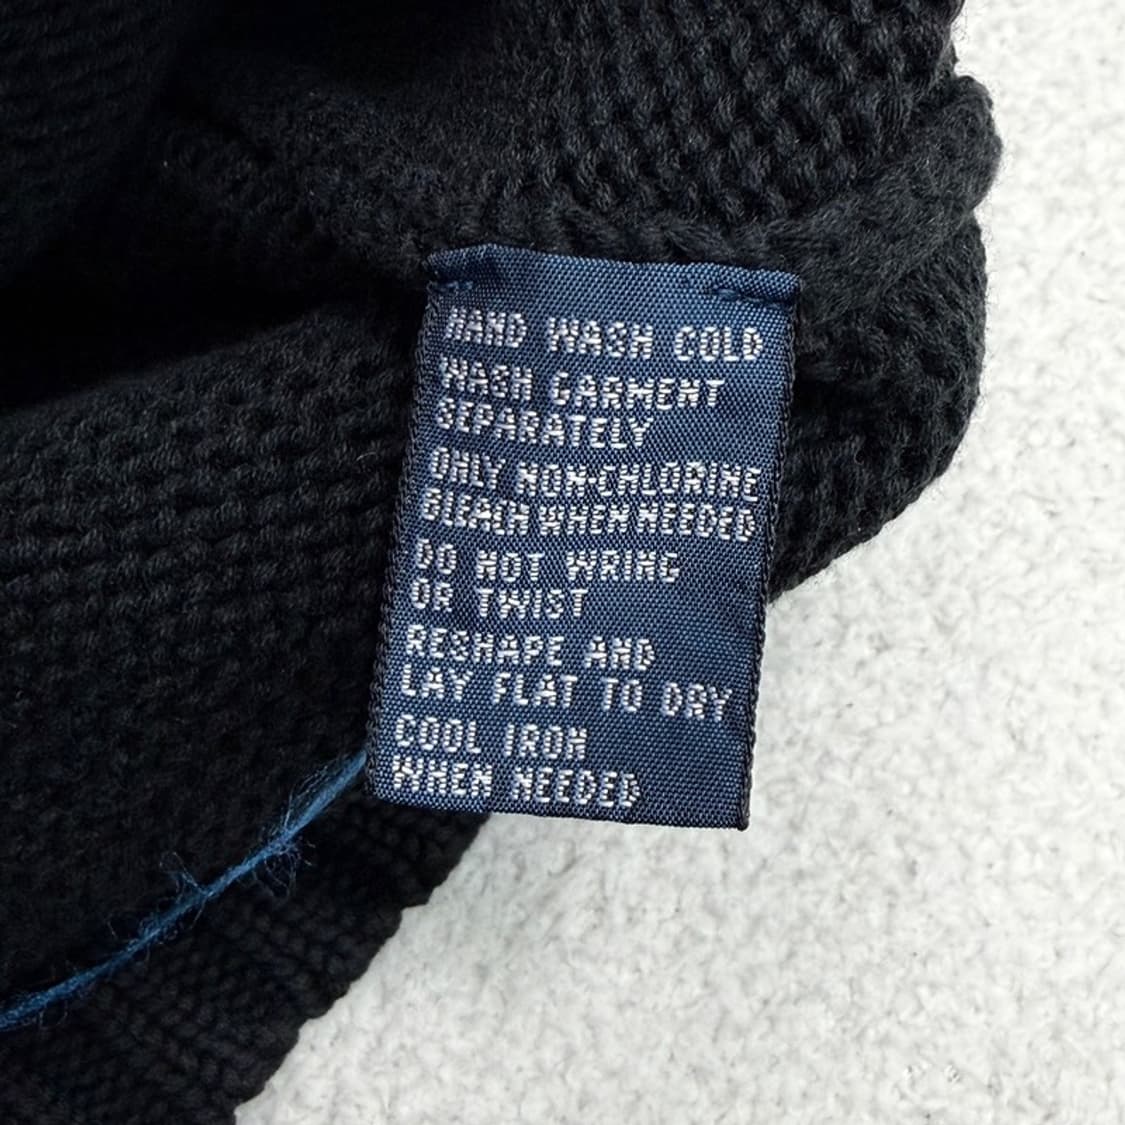 HAND WASH COLD
WASH GARMENT
SEPARATELY
ONLY NON-CHLORINE
BLEACH WHEN NEEDED
DO NOT WRING
OR TWIST
RESHAPE AND
LAY FLAT TO DRY
COOL IRON
WHEN NEEDED